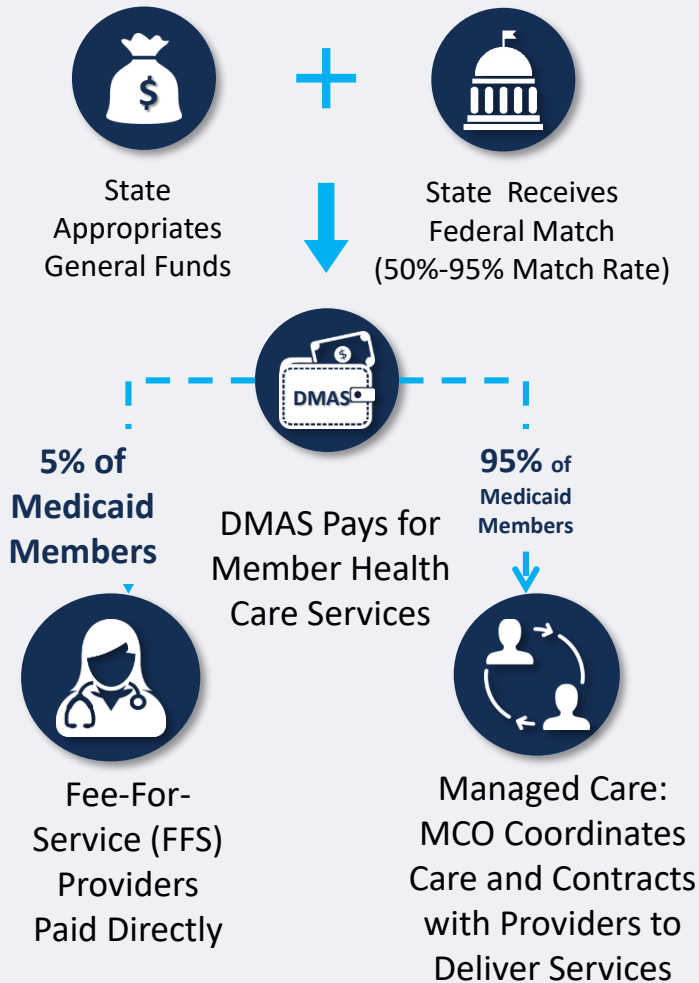 $
State
Appropriates
General Funds
State Receives
Federal Match
(50%-95% Match Rate)
$
DMAS
5% of
Medicaid
Members
95% of
Medicaid
Members
DMAS Pays for
Member Health
Care Services
Fee-For-
Service (FFS)
Providers
Paid Directly
Managed Care:
MCO Coordinates
Care and Contracts
with Providers to
Deliver Services